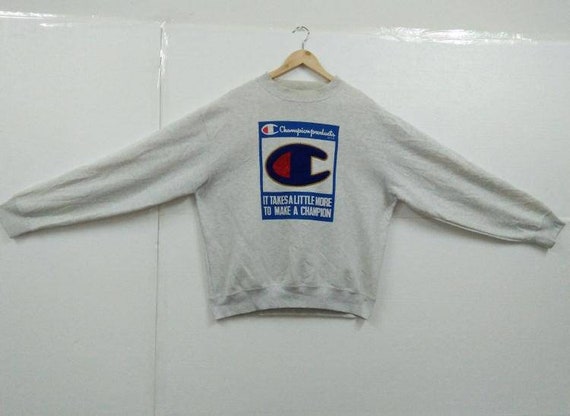 Champion products
IT TAKES A LITTLE MORE
TO MAKE A CHAMPION